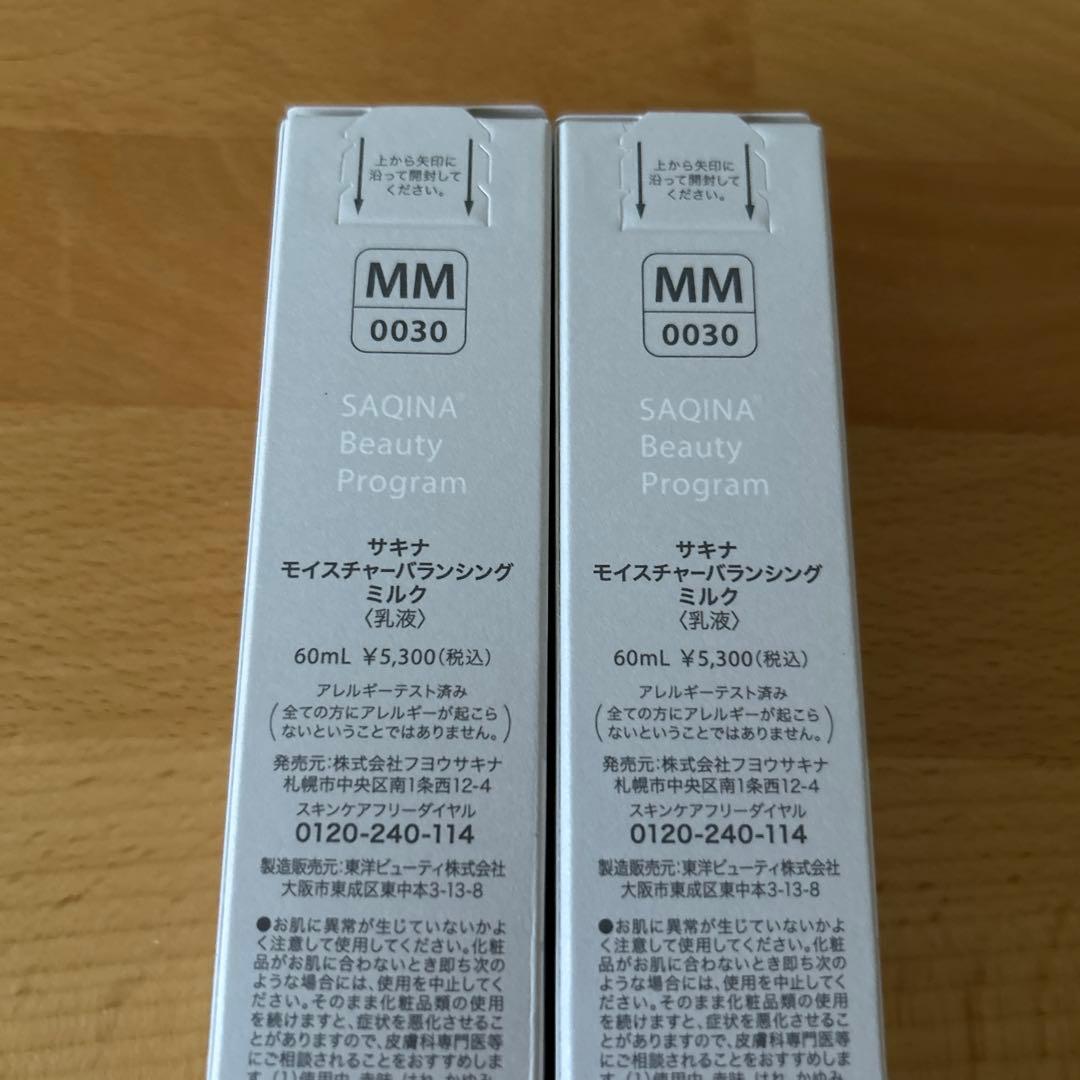 上から矢印に
沿って開封して
ください。
MM
0030
SAQINA®
Beauty
Program
サキナ
モイスチャーバランシング
ミルク
〈乳液〉
60mL ¥5,300(税込)
アレルギーテスト済み
(全ての方にアレルギーが起こら
ないということではありません。)
発売元:株式会社フヨウサキナ
札幌市中央区南1条西12-4
スキンケアフリーダイヤル
0120-240-114
製造販売元:東洋ビューティ株式会社
大阪市東成区東中本3-13-8
●お肌に異常が生じていないかよ
く注意して使用してください。化粧
品がお肌に合わないとき即ち次の
ような場合には、使用を中止してく
ださい。そのまま化粧品類の使用
を続けますと、症状を悪化させるこ
とがありますので、皮膚科専門医等
にご相談されることをおすすめしま
す。(1)使用中、赤味、はれ、かゆみ、
上から矢印に
沿って開封して
ください。
MM
0030
SAQINA®
Beauty
Program
サキナ
モイスチャーバランシング
ミルク
〈乳液〉
60mL ¥5,300(税込)
アレルギーテスト済み
(全ての方にアレルギーが起こら
ないということではありません。)
発売元:株式会社フヨウサキナ
札幌市中央区南1条西12-4
スキンケアフリーダイヤル
0120-240-114
製造販売元:東洋ビューティ株式会社
大阪市東成区東中本3-13-8
●お肌に異常が生じていないかよ
く注意して使用してください。化粧
品がお肌に合わないとき即ち次の
ような場合には、使用を中止してく
ださい。そのまま化粧品類の使用
を続けますと、症状を悪化させるこ
とがありますので、皮膚科専門医等
にご相談されることをおすすめしま
す。(1)使用中、赤味、はれ、かゆみ、